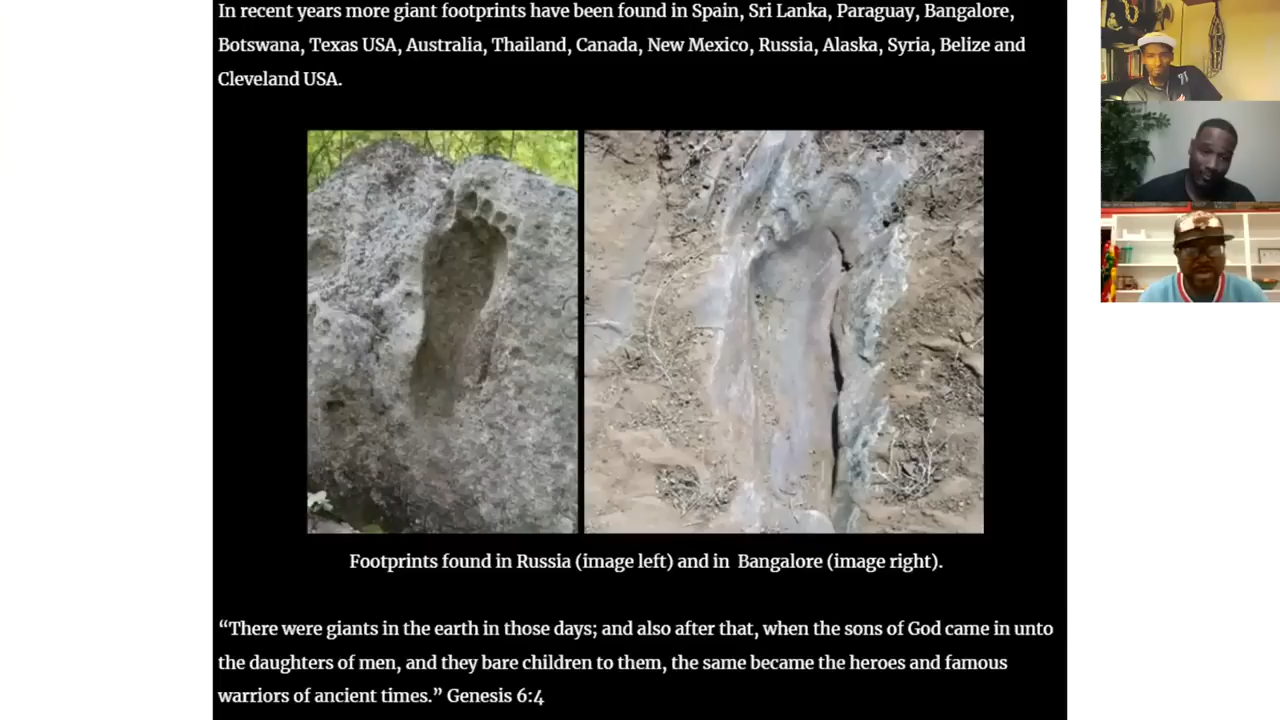 In recent years more giant footprints have been found in Spain, Sri Lanka, Paraguay, Bangalore,
Botswana, Texas USA, Australia, Thailand, Canada, New Mexico, Russia, Alaska, Syria, Belize and
Cleveland USA.
Footprints found in Russia (image left) and in Bangalore (image right).
“There were giants in the earth in those days; and also after that, when the sons of God came in unto
the daughters of men, and they bare children to them, the same became the heroes and famous
warriors of ancient times.” Genesis 6:4